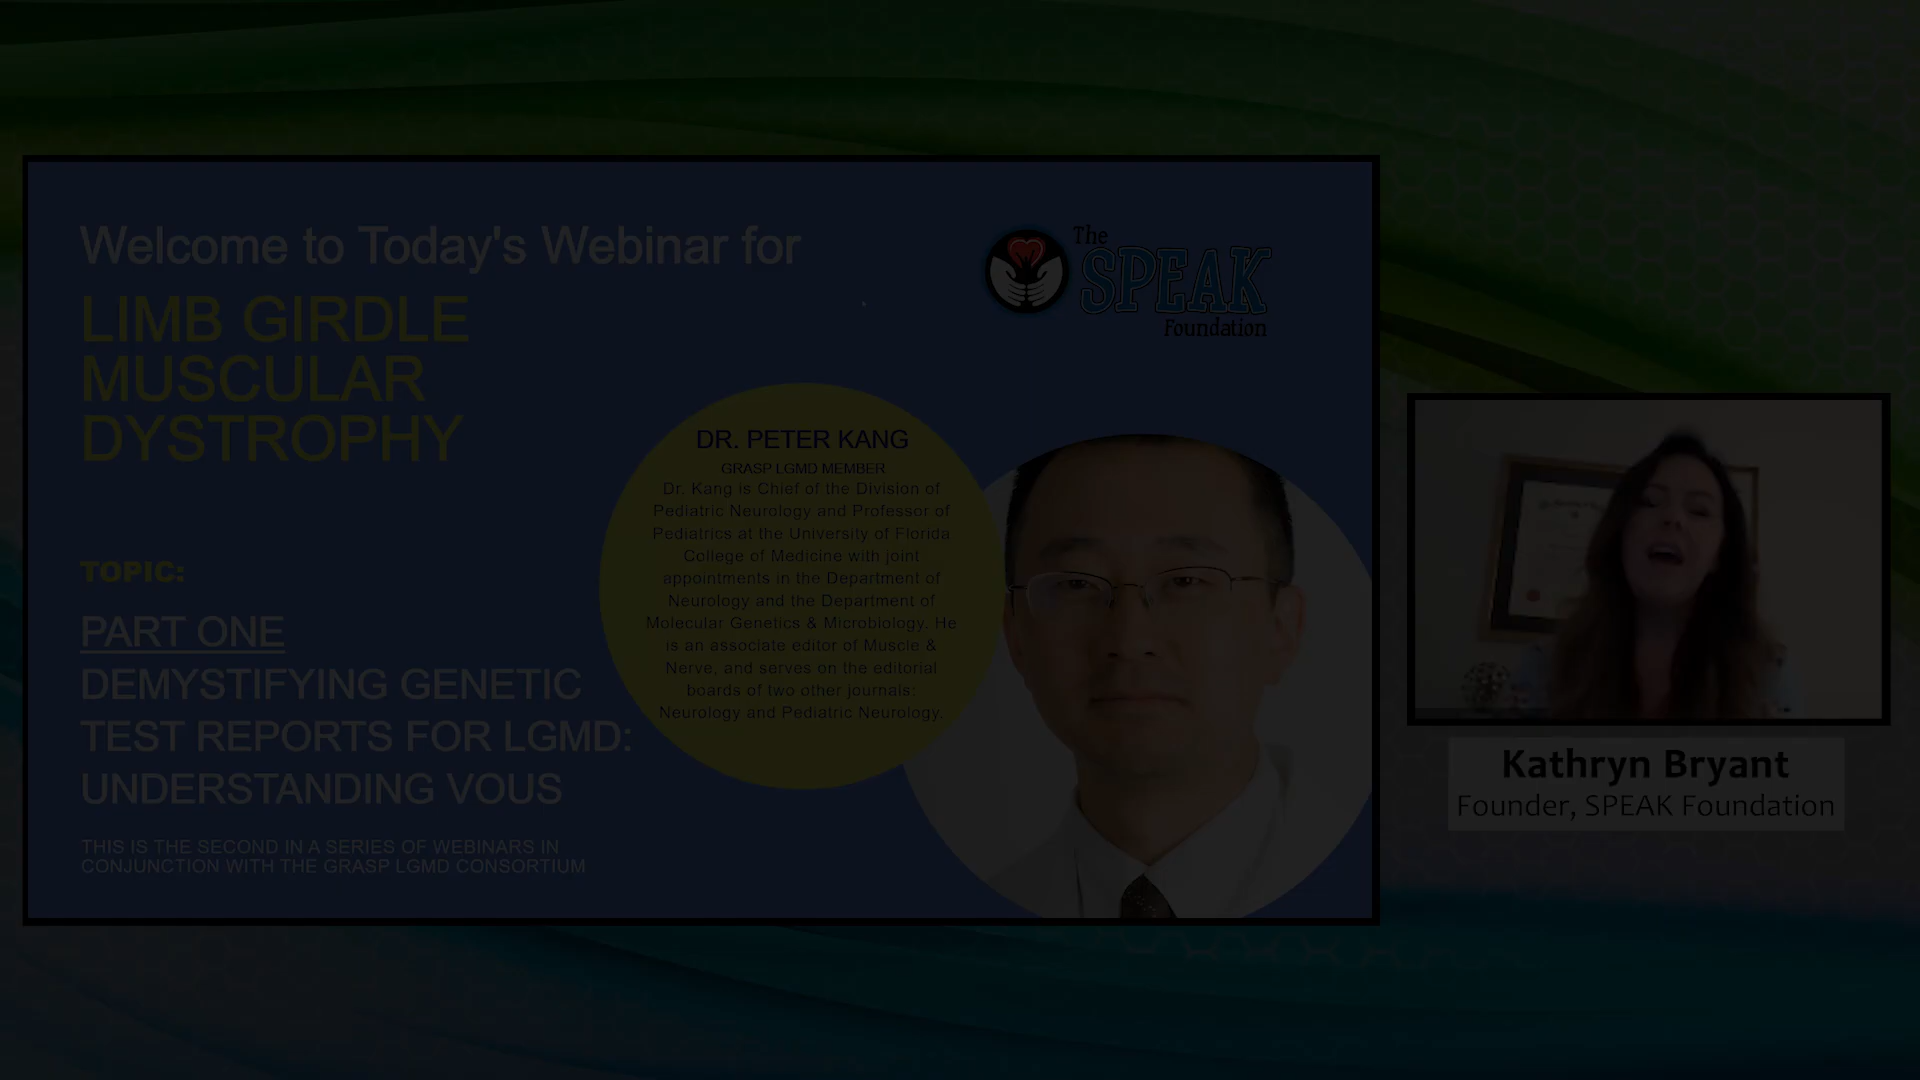 Welcome to Today's Webinar for
LIMB GIRDLE
MUSCULAR
DYSTROPHY
The
SPEAK
Foundation
DR. PETER KANG
GRASP LGMD MEMBER
Dr. Kang is Chief of the Division of
Pediatric Neurology and Professor of
Pediatrics at the University of Florida
College of Medicine with joint
appointments in the Department of
Neurology and the Department of
Molecular Genetics & Microbiology. He
is an associate editor of Muscle &
Nerve, and serves on the editorial
boards of two other journals:
Neurology and Pediatric Neurology.
TOPIC:
PART ONE
DEMYSTIFYING GENETIC
TEST REPORTS FOR LGMD:
UNDERSTANDING VOUS
THIS IS THE SECOND IN A SERIES OF WEBINARS IN
CONJUNCTION WITH THE GRASP LGMD CONSORTIUM
Kathryn Bryant
Founder, SPEAK Foundation